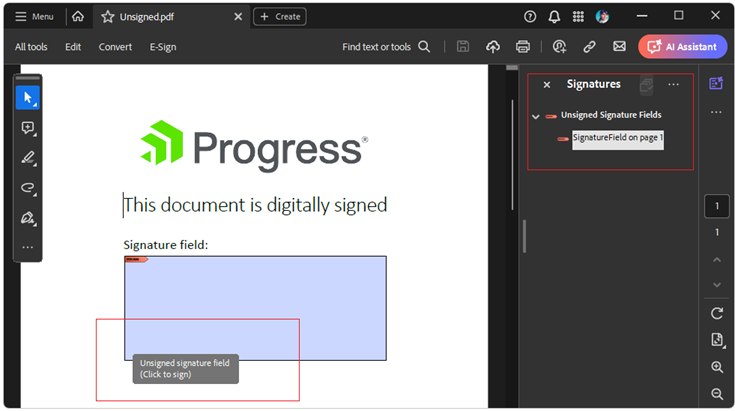 Menu
Unsigned.pdf
Create
All tools
Edit
Convert
E-Sign
Find text or tools
AI Assistant
Progress®
This document is digitally signed
Signature field:
Unsigned signature field
(Click to sign)
Signatures
Unsigned Signature Fields
SignatureField on page 1
1
1